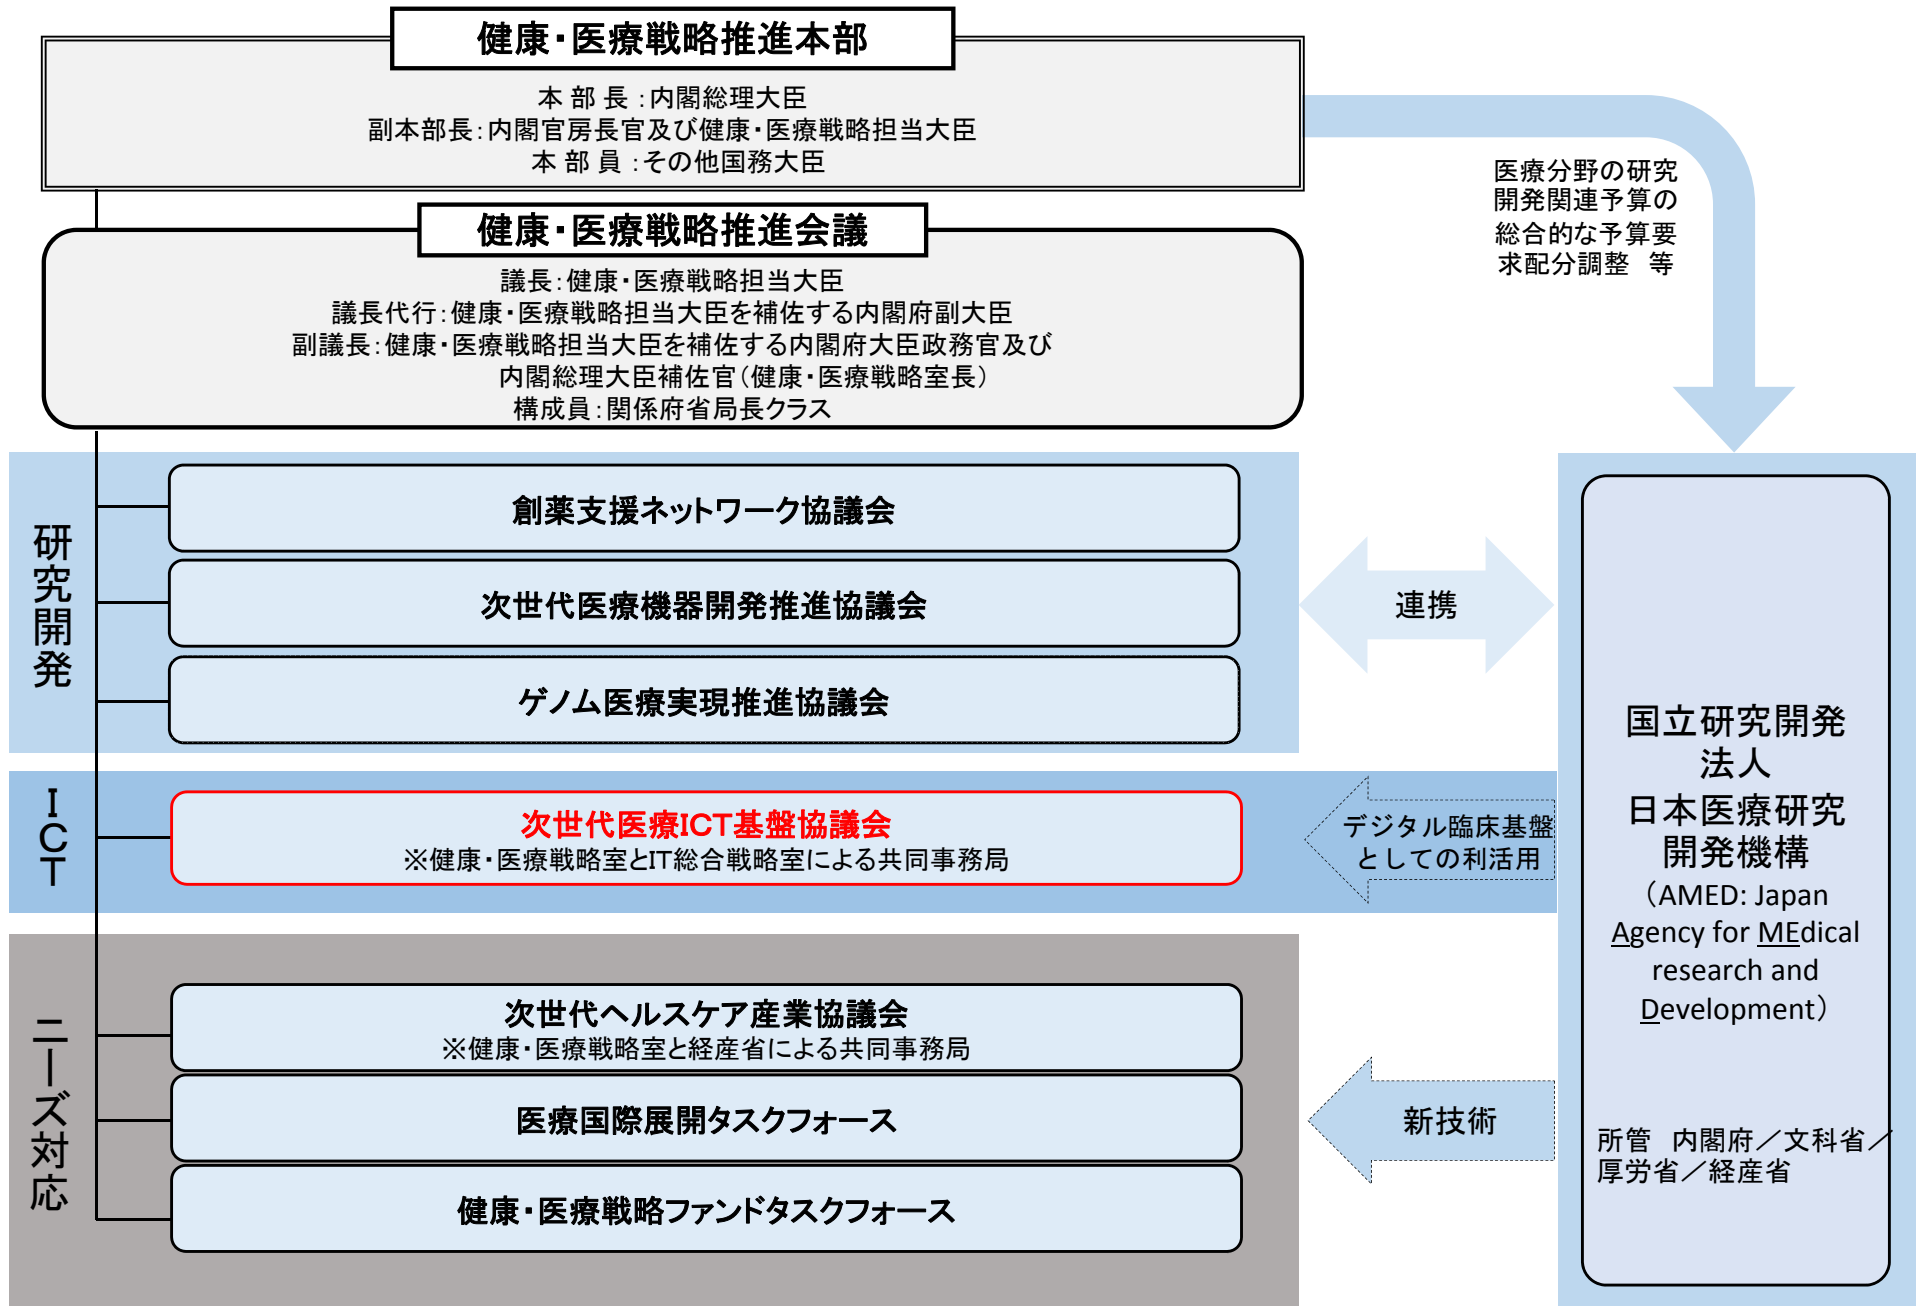 健康・医療戦略推進本部
本 部 長 ：内閣総理大臣
副本部長：内閣官房長官及び健康・医療戦略担当大臣
本 部 員 ：その他国務大臣
医療分野の研究
開発関連予算の
総合的な予算要
求配分調整　等
健康・医療戦略推進会議
議長：健康・医療戦略担当大臣
議長代行：健康・医療戦略担当大臣を補佐する内閣府副大臣
副議長：健康・医療戦略担当大臣を補佐する内閣府大臣政務官及び
内閣総理大臣補佐官（健康・医療戦略室長）
構成員：関係府省局長クラス
研究開発
創薬支援ネットワーク協議会
次世代医療機器開発推進協議会
ゲノム医療実現推進協議会
連携
ICT
次世代医療ICT基盤協議会
※健康・医療戦略室とIT総合戦略室による共同事務局
デジタル臨床基盤
としての利活用
ニーズ対応
次世代ヘルスケア産業協議会
※健康・医療戦略室と経産省による共同事務局
医療国際展開タスクフォース
健康・医療戦略ファンドタスクフォース
新技術
国立研究開発
法人
日本医療研究
開発機構
（AMED: Japan
Agency for MEdical
research and
Development）
所管　内閣府／文科省／
厚労省／経産省